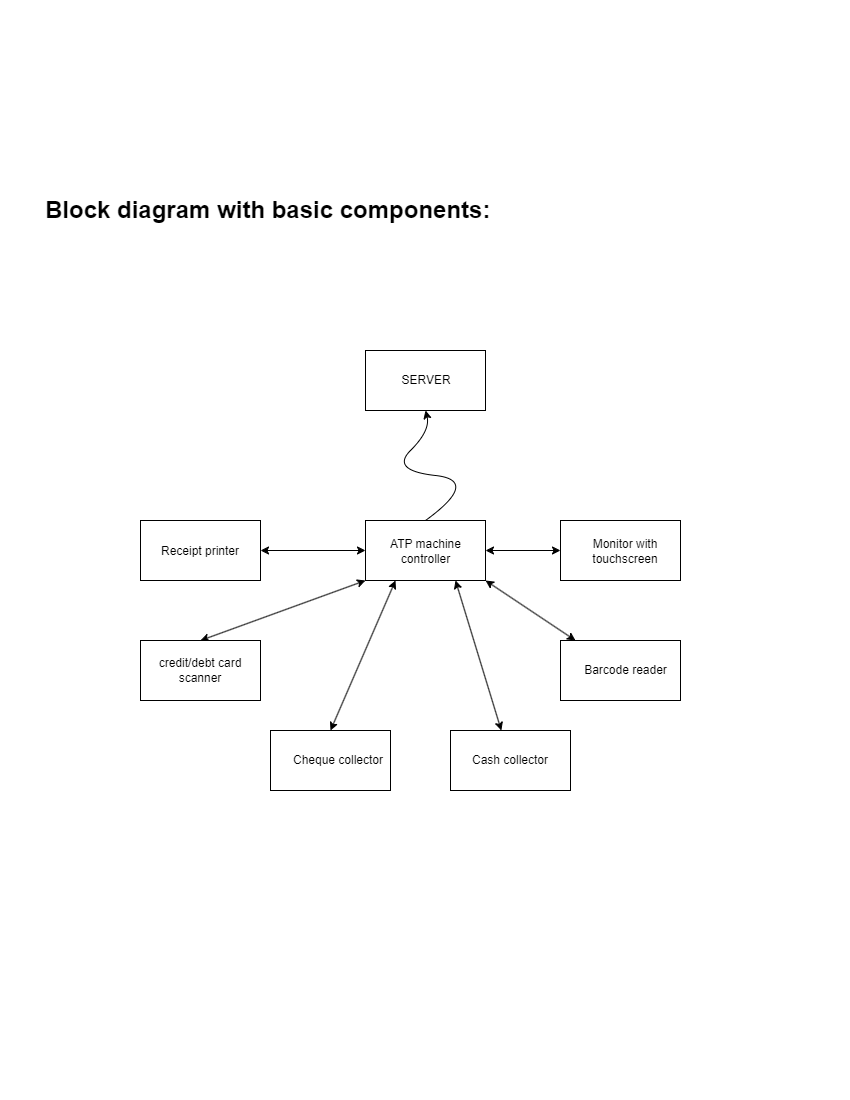 Block diagram with basic components:
SERVER
Receipt printer
ATP machine
controller
Monitor with
touchscreen
credit/debt card
scanner
Barcode reader
Cheque collector
Cash collector